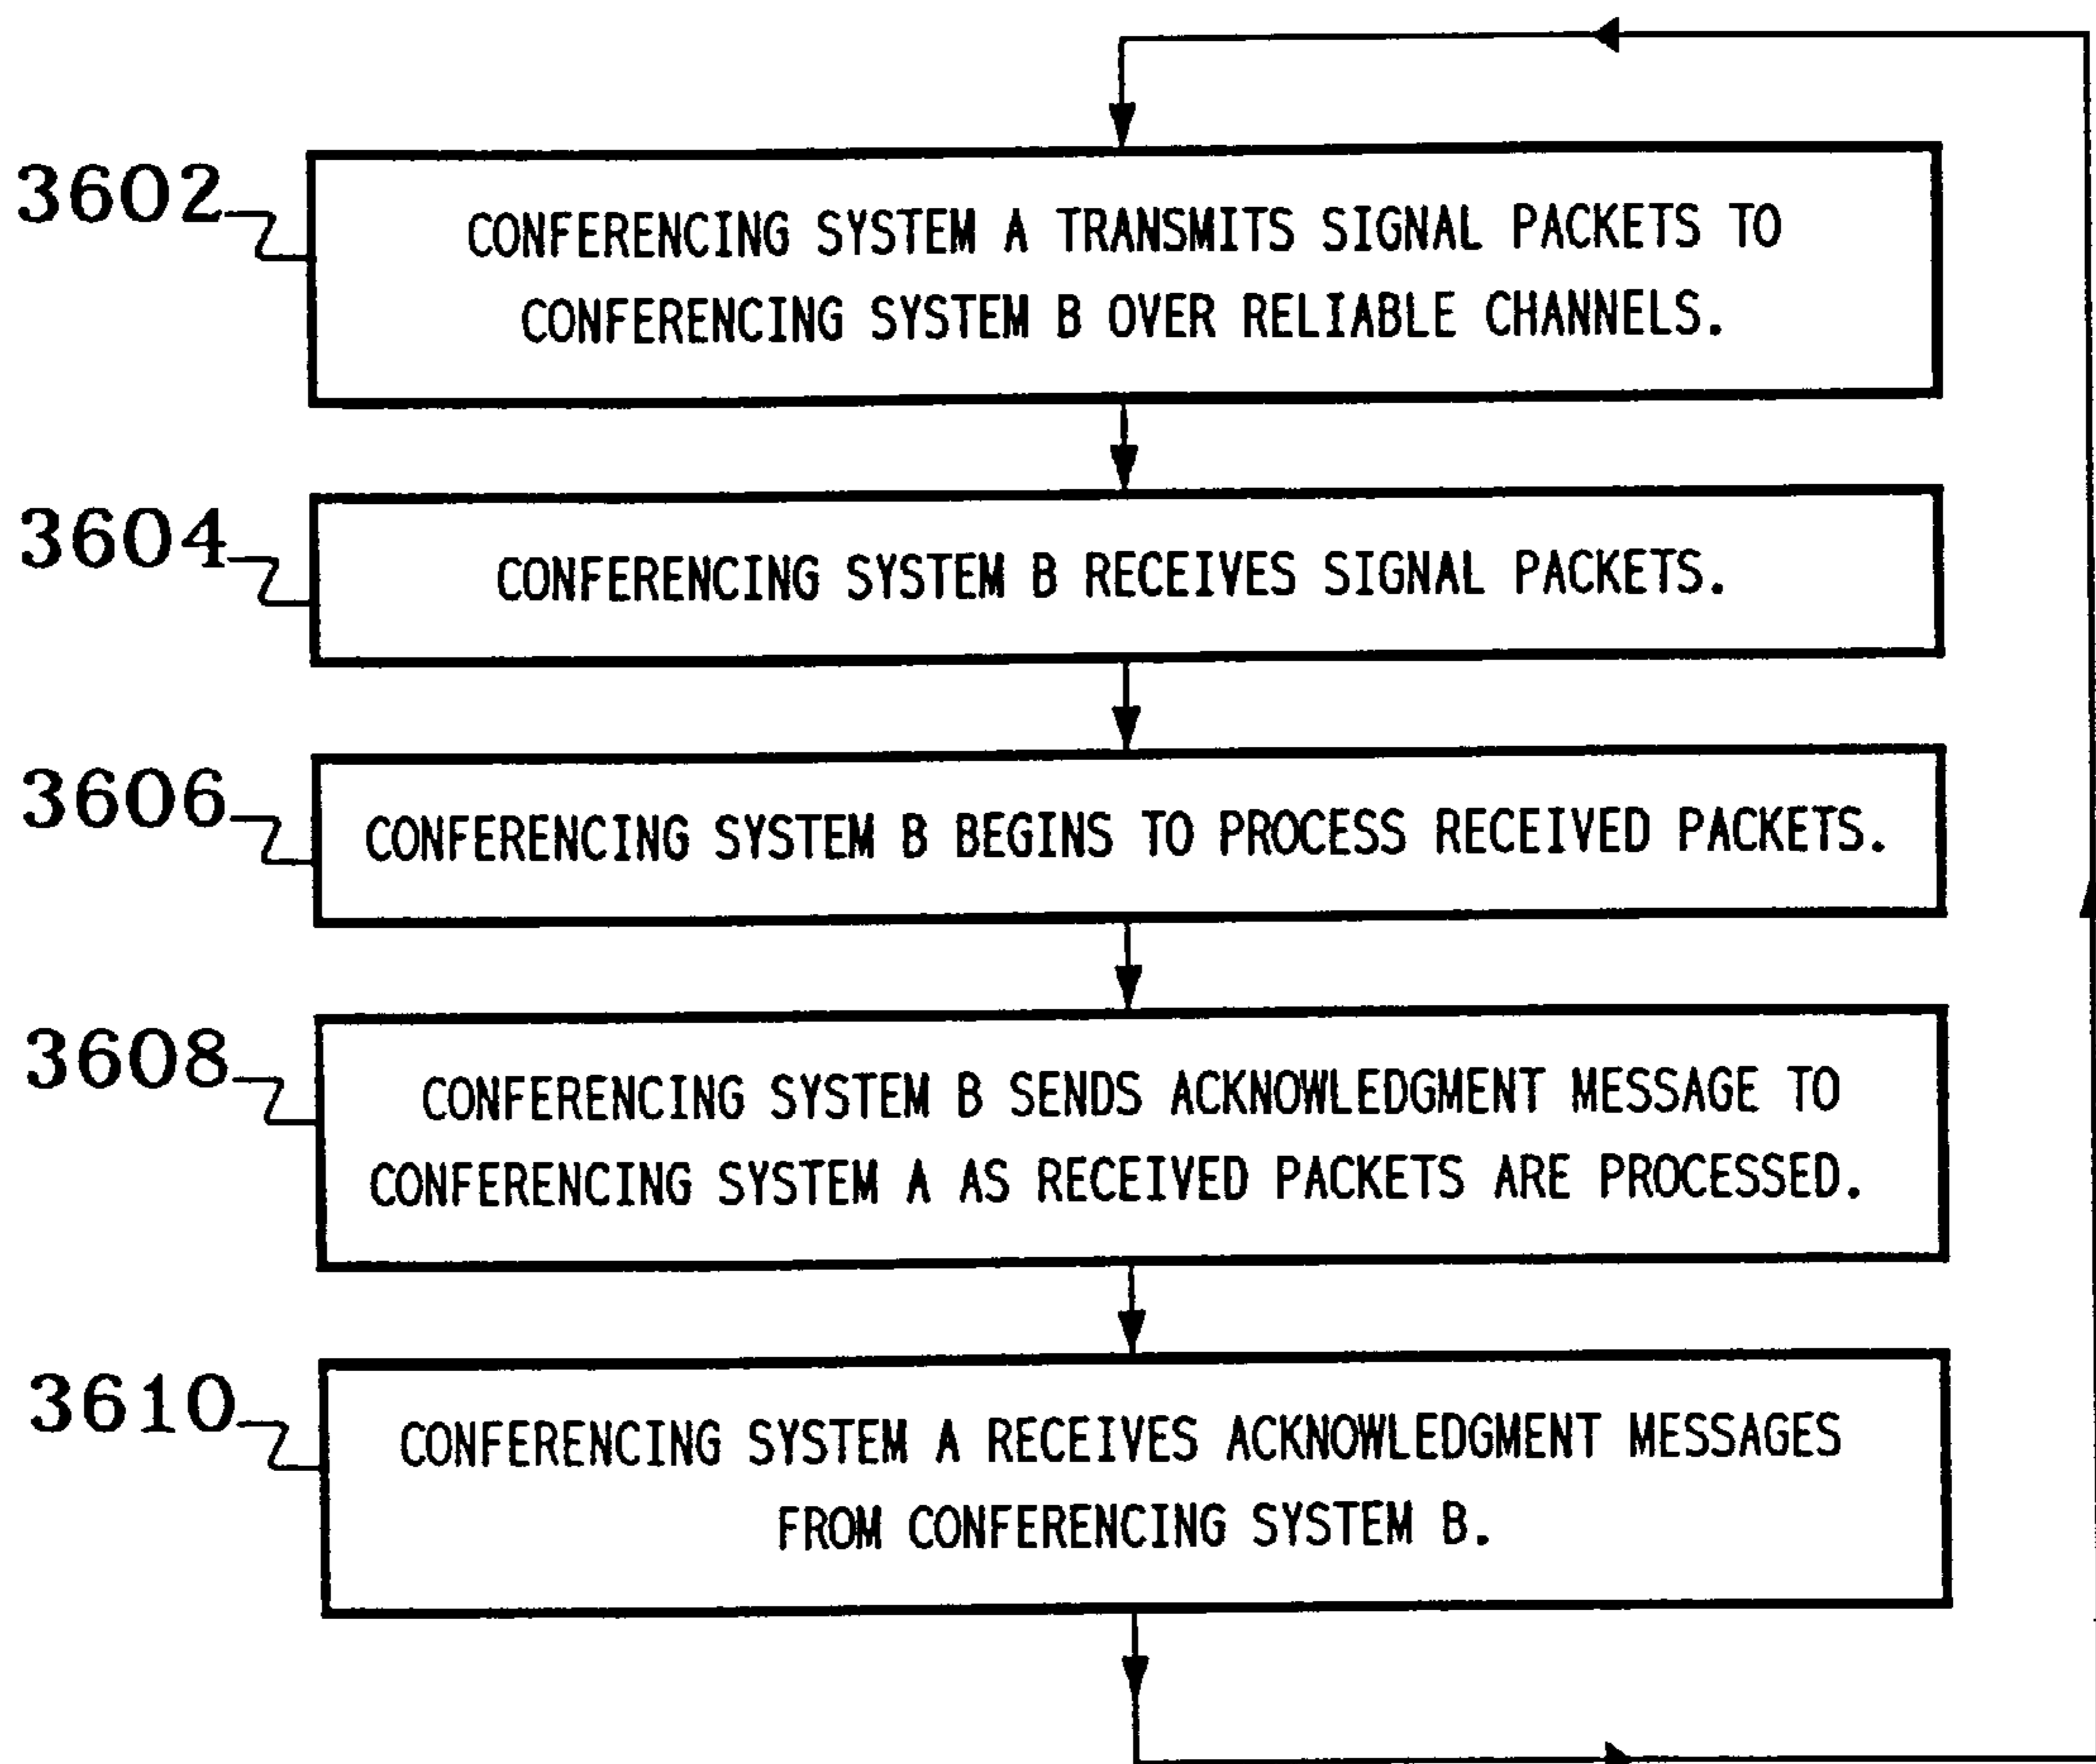 3602
CONFERENCING SYSTEM A TRANSMITS SIGNAL PACKETS TO
CONFERENCING SYSTEM B OVER RELIABLE CHANNELS.
3604
CONFERENCING SYSTEM B RECEIVES SIGNAL PACKETS.
3606
CONFERENCING SYSTEM B BEGINS TO PROCESS RECEIVED PACKETS.
3608
CONFERENCING SYSTEM B SENDS ACKNOWLEDGMENT MESSAGE TO
CONFERENCING SYSTEM A AS RECEIVED PACKETS ARE PROCESSED.
3610
CONFERENCING SYSTEM A RECEIVES ACKNOWLEDGMENT MESSAGES
FROM CONFERENCING SYSTEM B.